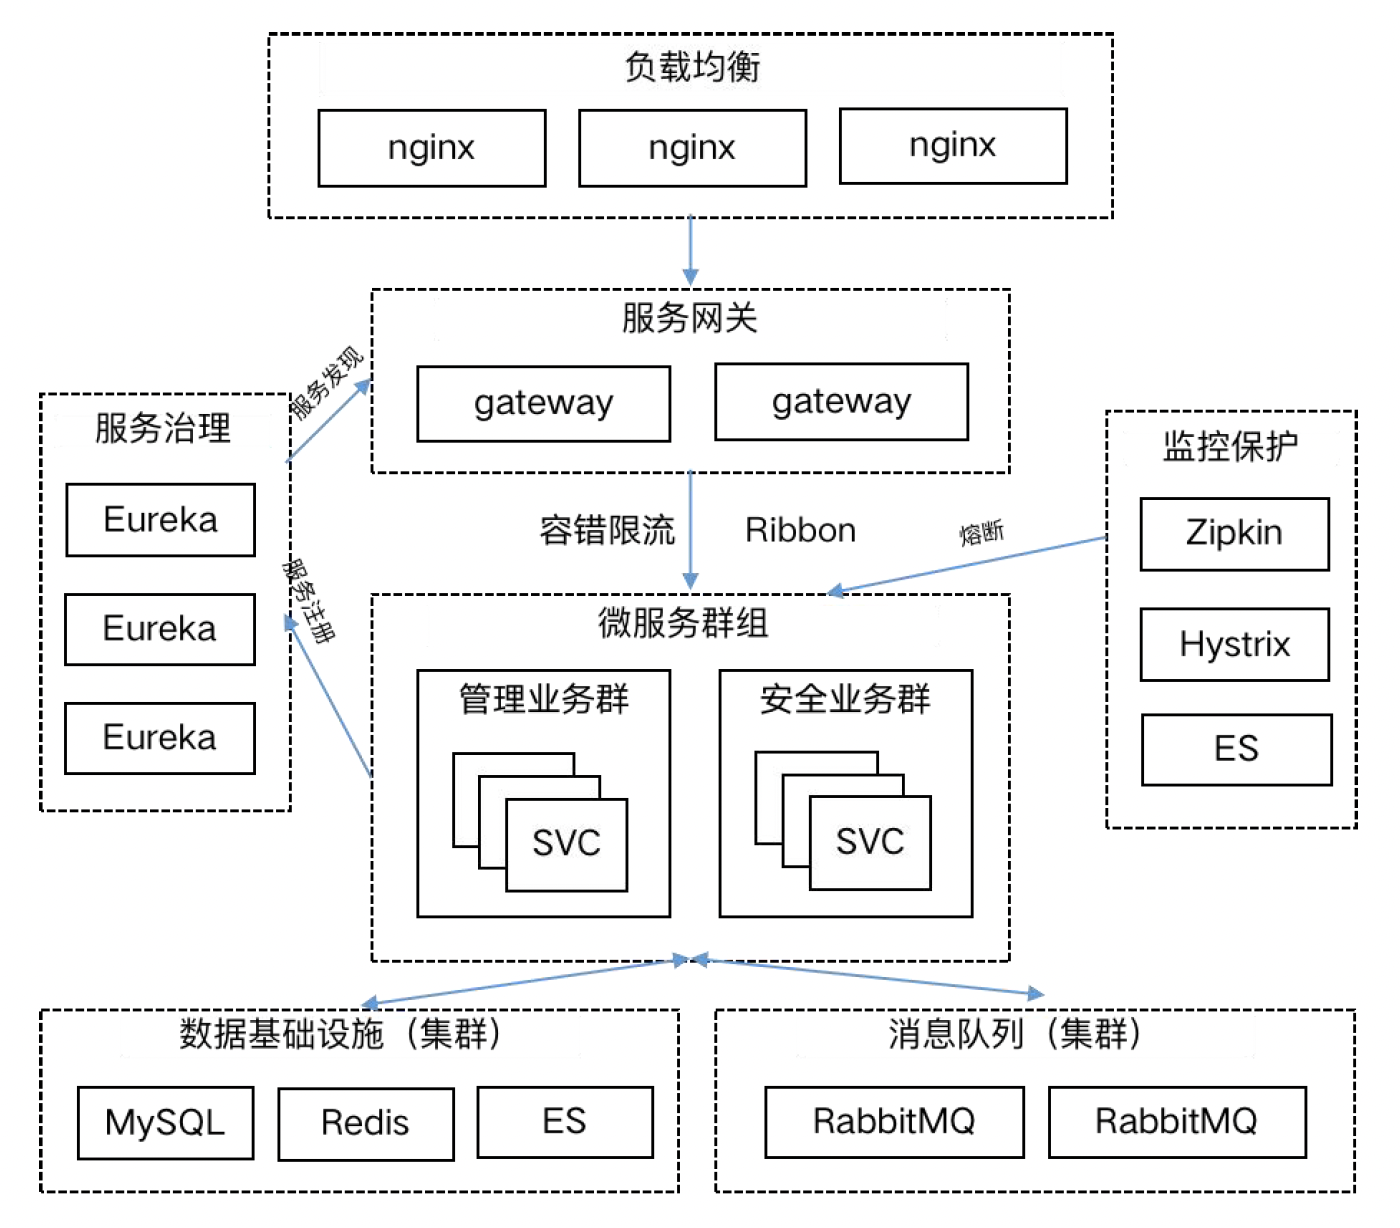 负载均衡
nginx
nginx
nginx
服务网关
gateway
gateway
服务发现
服务治理
Eureka
Eureka
Eureka
服务注册
容错限流
Ribbon
熔断
监控保护
Zipkin
Hystrix
ES
微服务群组
管理业务群
SVC
安全业务群
SVC
数据基础设施（集群）
MySQL
Redis
ES
消息队列（集群）
RabbitMQ
RabbitMQ